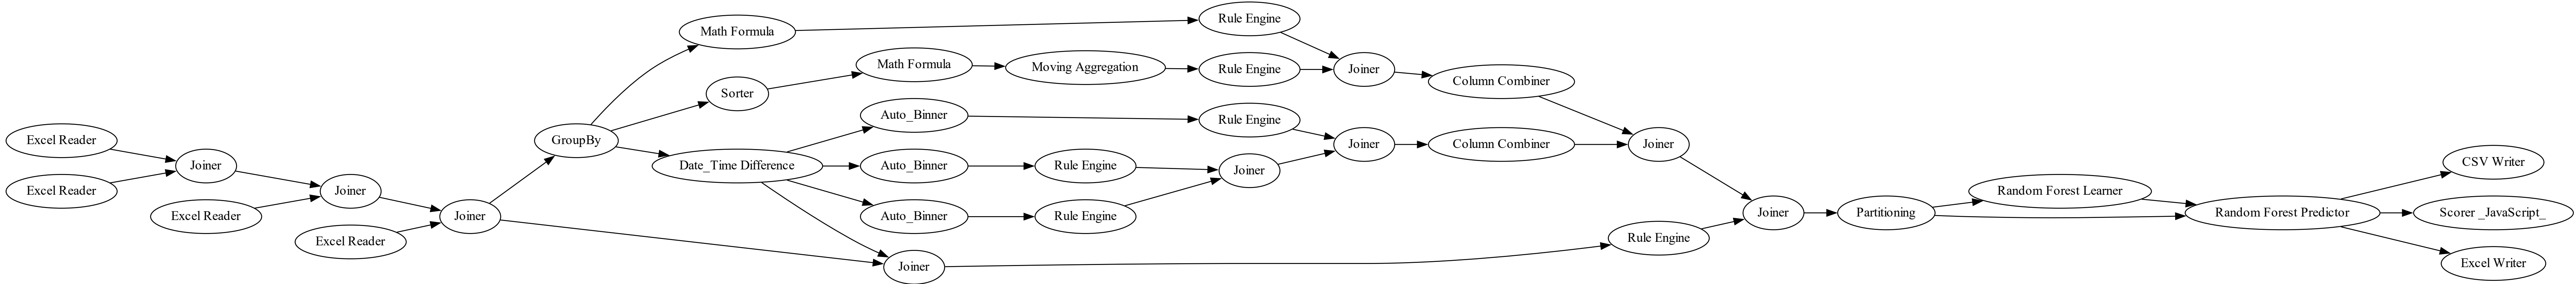 Excel Reader
Excel Reader
Joiner
Excel Reader
Joiner
Excel Reader
Joiner
GroupBy
Math Formula
Sorter
Date_Time Difference
Math Formula
Auto_Binner
Auto_Binner
Auto_Binner
Joiner
Moving Aggregation
Rule Engine
Rule Engine
Rule Engine
Rule Engine
Rule Engine
Joiner
Joiner
Joiner
Column Combiner
Column Combiner
Joiner
Rule Engine
Joiner
Partitioning
Random Forest Learner
Random Forest Predictor
CSV Writer
Scorer _JavaScript_
Excel Writer